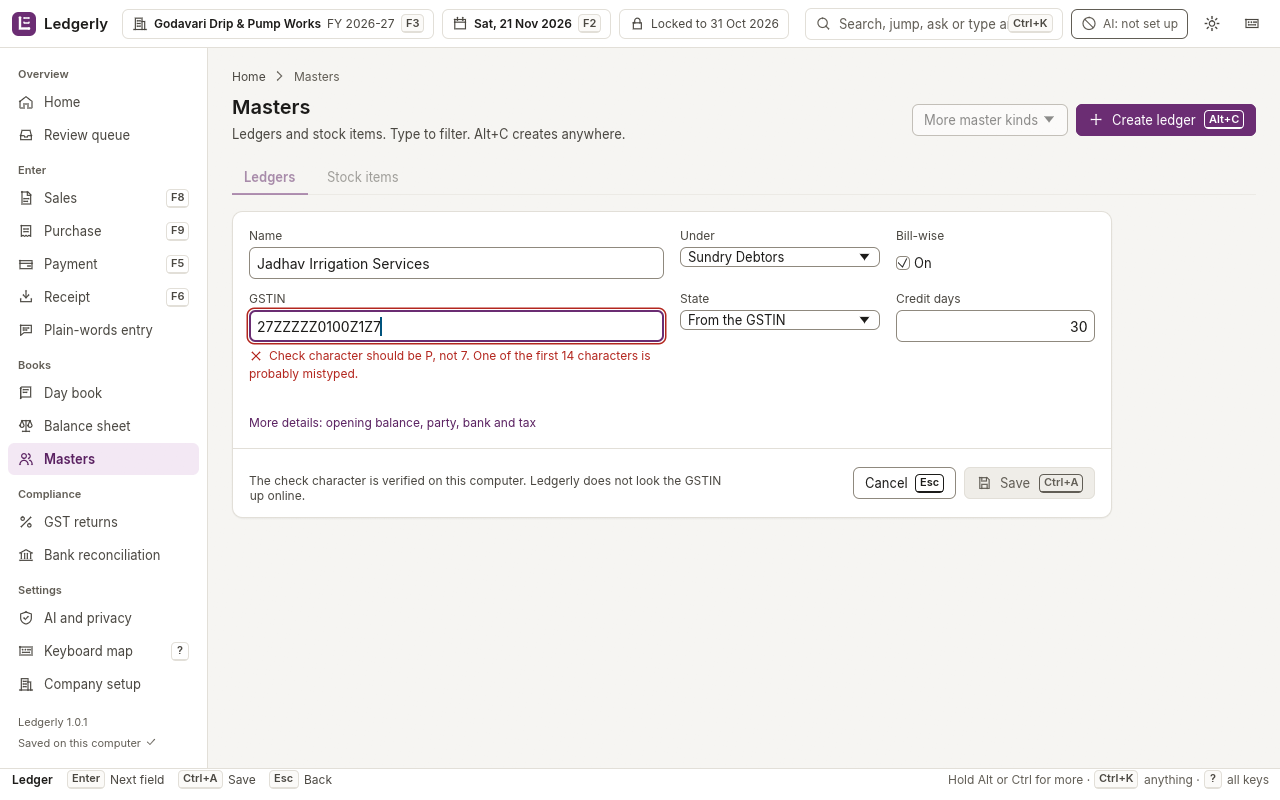 Ledgerly
Godavari Drip & Pump Works FY 2026-27 F3
Sat, 21 Nov 2026 F2
Locked to 31 Oct 2026
Search, jump, ask or type a Ctrl+K
AI: not set up
Overview
Home
Review queue
Enter
Sales F8
Purchase F9
Payment F5
Receipt F6
Plain-words entry
Books
Day book
Balance sheet
Masters
Compliance
GST returns
Bank reconciliation
Settings
AI and privacy
Keyboard map ?
Company setup
Ledgerly 1.0.1
Saved on this computer
Home Masters
Masters
Ledgers and stock items. Type to filter. Alt+C creates anywhere.
More master kinds
Create ledger Alt+C
Ledgers Stock items
Name Under Bill-wise
Jadhav Irrigation Services Sundry Debtors On
GSTIN State Credit days
27ZZZZZ0100Z1Z7 From the GSTIN 30
Check character should be P, not 7. One of the first 14 characters is
probably mistyped.
More details: opening balance, party, bank and tax
The check character is verified on this computer. Ledgerly does not look the GSTIN
up online.
Cancel Esc Save Ctrl+A
Ledger Enter Next field Ctrl+A Save Esc Back
Hold Alt or Ctrl for more · Ctrl+K anything · ? all keys